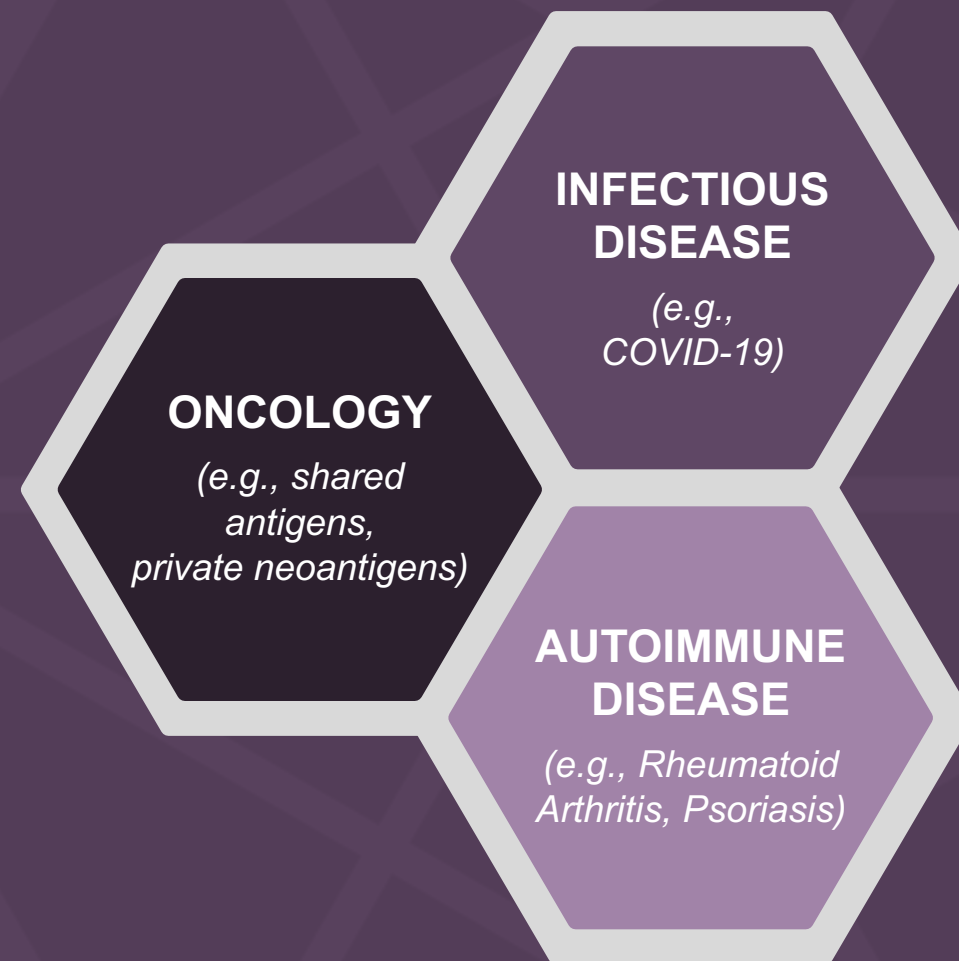 INFECTIOUS
DISEASE
(e.g.,
COVID-19)
ONCOLOGY
(e.g., shared
antigens,
private neoantigens)
AUTOIMMUNE
DISEASE
(e.g., Rheumatoid
Arthritis, Psoriasis)